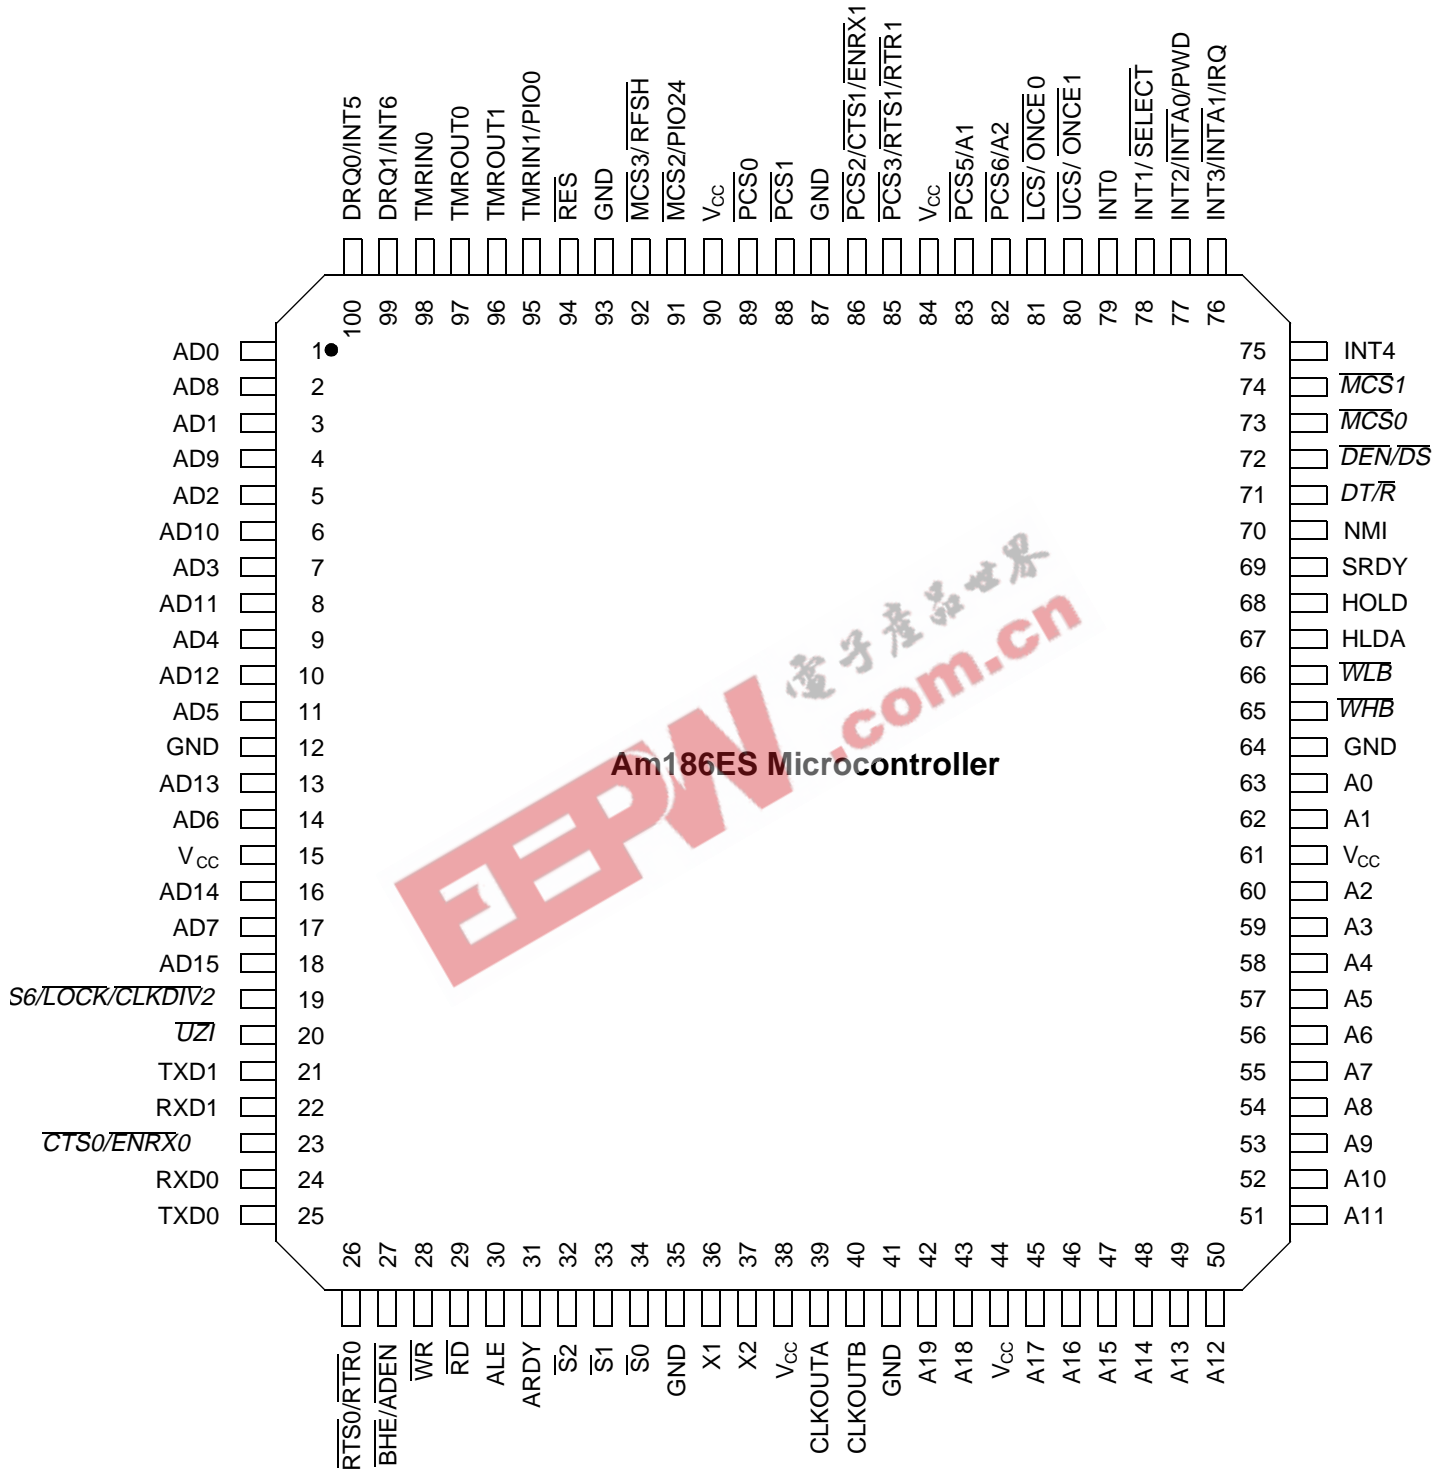 DRQ0/INT5
DRQ1/INT6
TMRIN0
TMROUT0
TMROUT1
TMRIN1/PIO0
RES
GND
MCS3/ RFSH
MCS2/PIO24
VCC
PCS0
PCS1
GND
PCS2/CTS1/ENRX1
PCS3/RTS1/RTR1
VCC
PCS5/A1
PCS6/A2
LCS/ ONCE 0
UCS/ ONCE1
INT0
INT1/ SELECT
INT2/INTA0/PWD
INT3/INTA1/IRQ
100 99 98 97 96 95 94 93 92 91 90 89 88 87 86 85 84 83 82 81 80 79 78 77 76
AD0 1 75 INT4
AD8 2 74 MCS1
AD1 3 73 MCS0
AD9 4 72 DEN/DS
AD2 5 71 DT/R
AD10 6 70 NMI
AD3 7 69 SRDY
AD11 8 68 HOLD
AD4 9 67 HLDA
AD12 10 66 WLB
AD5 11 65 WHB
GND 12 64 GND
AD13 13 63 A0
AD6 14 62 A1
VCC 15 61 VCC
AD14 16 60 A2
AD7 17 59 A3
AD15 18 58 A4
S6/LOCK/CLKDIV2 19 57 A5
UZI 20 56 A6
TXD1 21 55 A7
RXD1 22 54 A8
CTS0/ENRX0 23 53 A9
RXD0 24 52 A10
TXD0 25 51 A11
Am186ES Microcontroller
EEPW
電子產品世界
.com.cn
26 27 28 29 30 31 32 33 34 35 36 37 38 39 40 41 42 43 44 45 46 47 48 49 50
RTS0/RTR0
BHE/ADEN
WR
RD
ALE
ARDY
S2
S1
S0
GND
X1
X2
VCC
CLKOUTA
CLKOUTB
GND
A19
A18
VCC
A17
A16
A15
A14
A13
A12